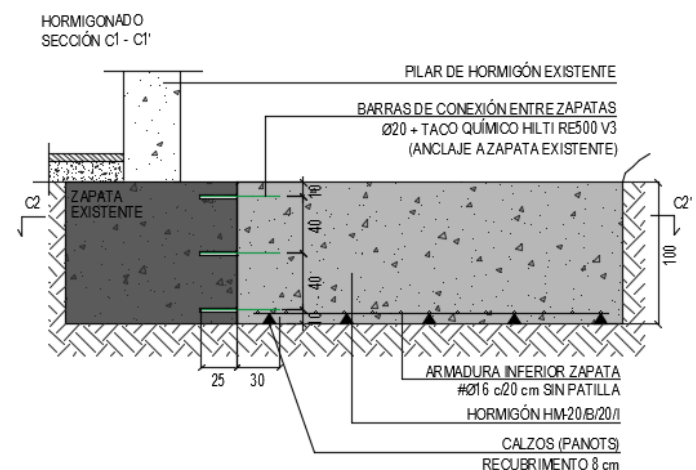 HORMIGONADO
SECCIÓN C1 - C1'
PILAR DE HORMIGÓN EXISTENTE
BARRAS DE CONEXIÓN ENTRE ZAPATAS
Ø20 + TACO QUÍMICO HILTI RE500 V3
(ANCLAJE A ZAPATA EXISTENTE)
ZAPATA
EXISTENTE
C2
C2'
10
40
40
10
100
25
30
ARMADURA INFERIOR ZAPATA
#Ø16 c/20 cm SIN PATILLA
HORMIGÓN HM-20/B/20/I
CALZOS (PANOTS)
RECUBRIMENTO 8 cm